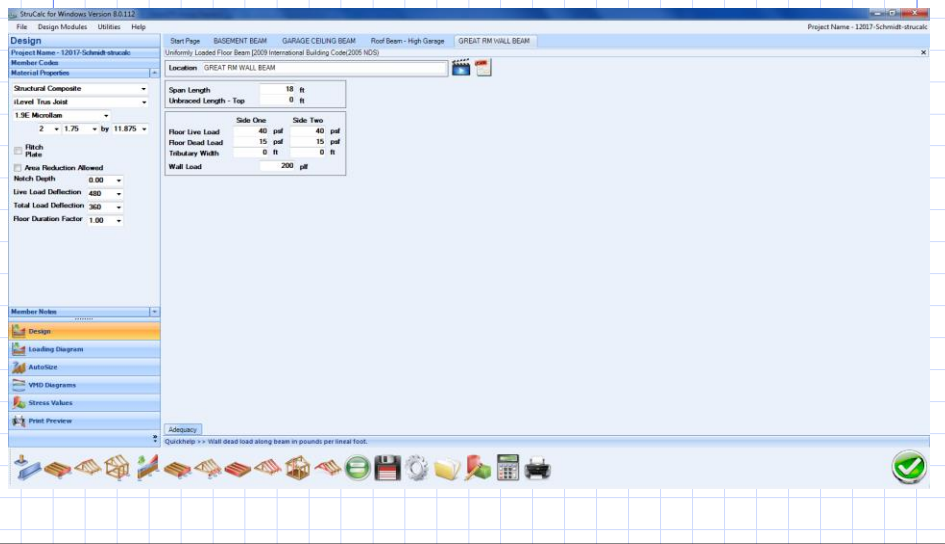 StruCalc for Windows Version 8.0.112
File Design Modules Utilities Help
Project Name - 12017-Schmidt-strucalc
Design
Project Name - 12017-Schmidt-strucalc
Member Codes
Material Properties
Structural Composite
iLevel Trus Joist
1.9E Microllam
2 1.75 by 11.875
Flitch
Plate
Area Reduction Allowed
Notch Depth 0.00
Live Load Deflection 480
Total Load Deflection 360
Floor Duration Factor 1.00
Member Notes
Design
Loading Diagram
AutoSize
VMD Diagrams
Stress Values
Print Preview
Start Page BASEMENT BEAM GARAGE CEILING BEAM Roof Beam - High Garage GREAT RM WALL BEAM
Uniformly Loaded Floor Beam [2009 International Building Code(2005 NDS)
Location GREAT RM WALL BEAM
Span Length 18 ft
Unbraced Length - Top 0 ft
Side One Side Two
Floor Live Load 40 psf 40 psf
Floor Dead Load 15 psf 15 psf
Tributary Width 0 ft 0 ft
Wall Load 200 plf
Adequacy
Quickhelp >> Wall dead load along beam in pounds per lineal foot.